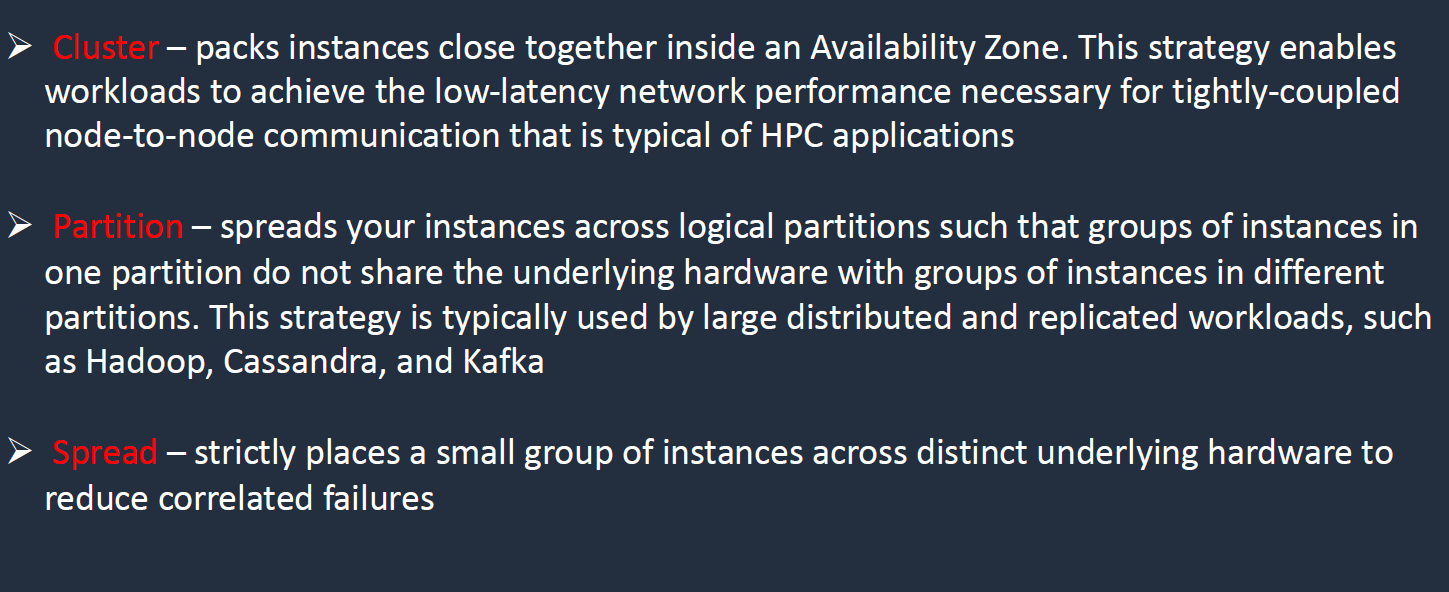 ➢ Cluster – packs instances close together inside an Availability Zone. This strategy enables
workloads to achieve the low-latency network performance necessary for tightly-coupled
node-to-node communication that is typical of HPC applications
➢ Partition – spreads your instances across logical partitions such that groups of instances in
one partition do not share the underlying hardware with groups of instances in different
partitions. This strategy is typically used by large distributed and replicated workloads, such
as Hadoop, Cassandra, and Kafka
➢ Spread – strictly places a small group of instances across distinct underlying hardware to
reduce correlated failures